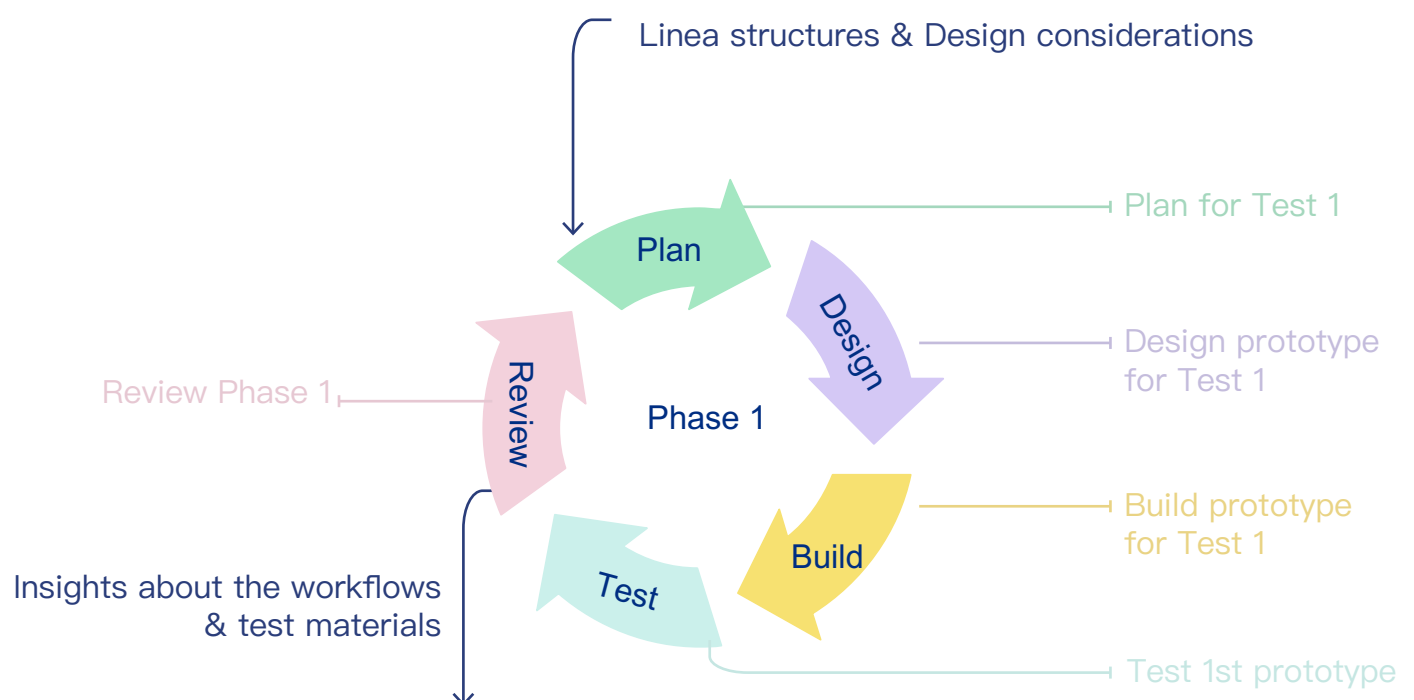 Linea structures & Design considerations
Plan
Plan for Test 1
Design
Design prototype
for Test 1
Review
Review Phase 1
Phase 1
Build
Build prototype
for Test 1
Test
Insights about the workflows
& test materials
Test 1st prototype